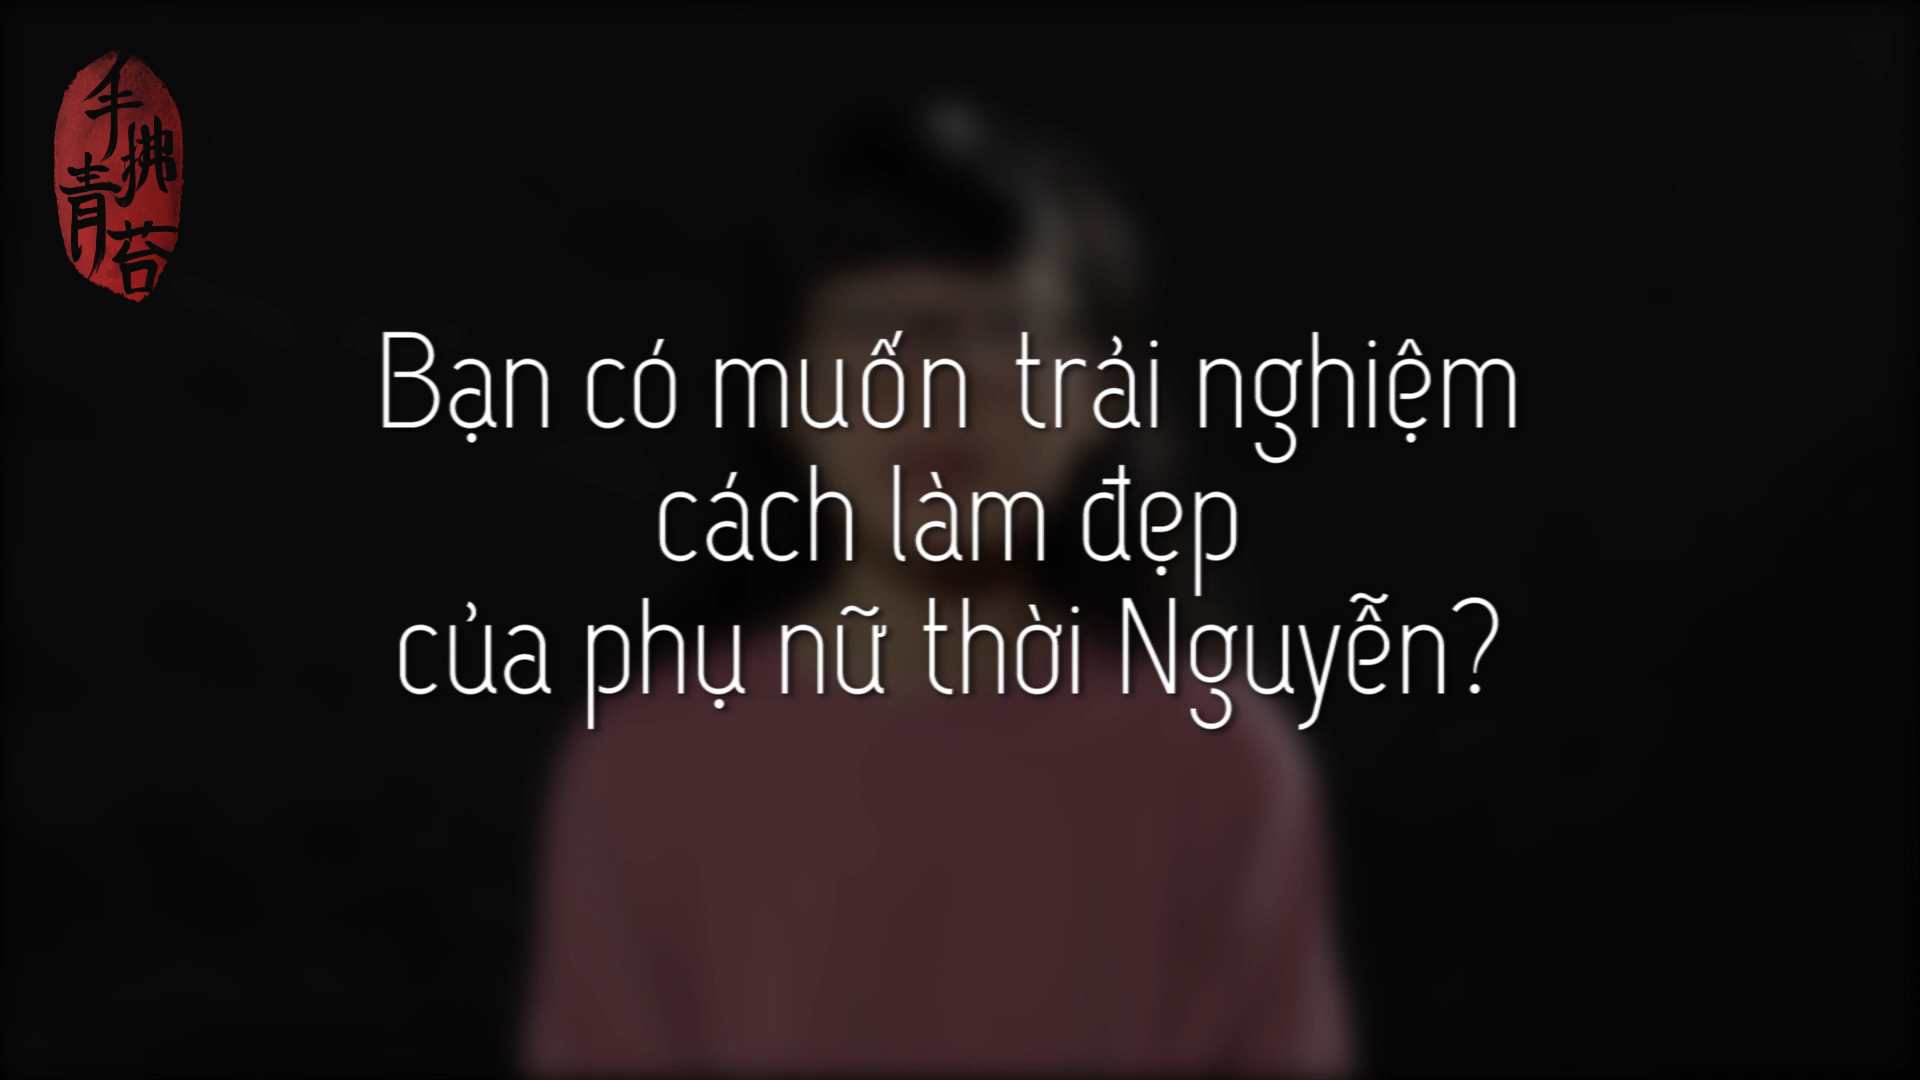 手拂
青苔
Bạn có muốn trải nghiệm
cách làm đẹp
của phụ nữ thời Nguyễn?